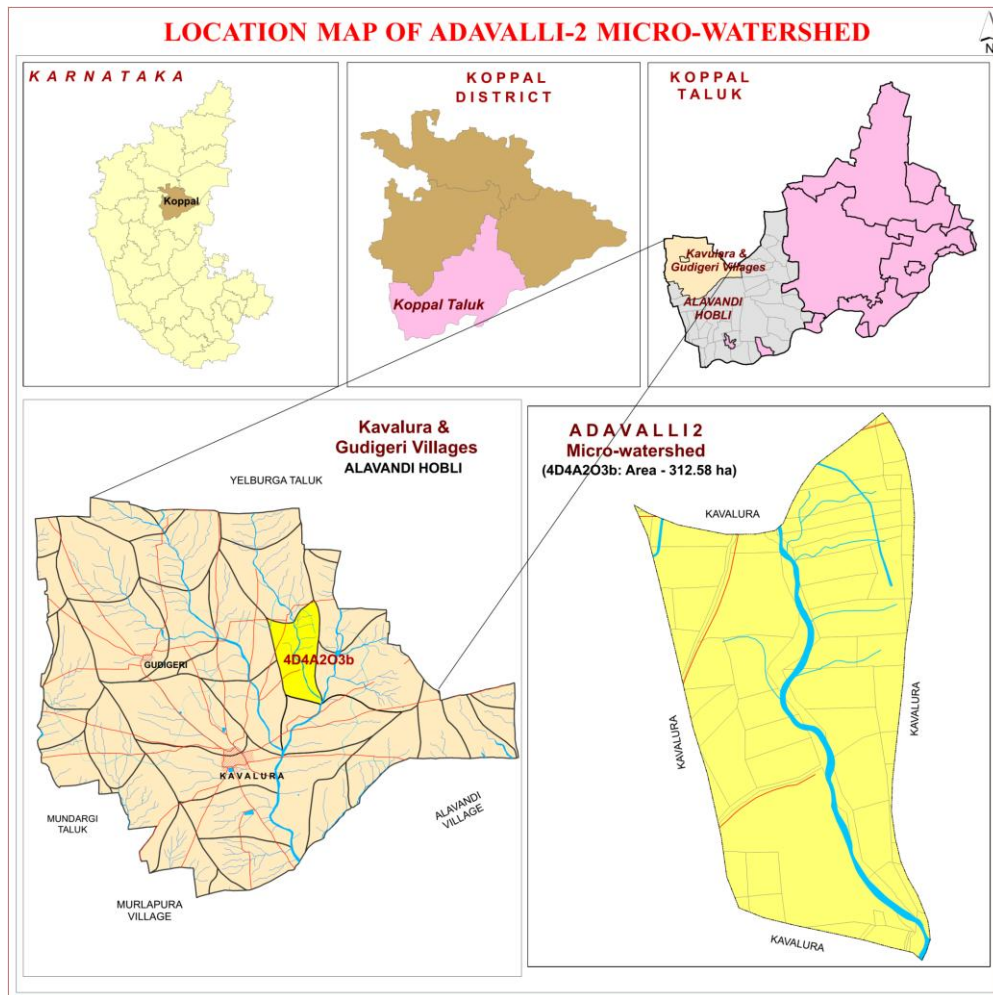 LOCATION MAP OF ADAVALLI-2 MICRO-WATERSHED
N
KARNATAKA
Koppal
KOPPAL
DISTRICT
Koppal Taluk
KOPPAL
TALUK
Kavulura &
Gudigeri Villages
ALAVANDI
HOBLI
Kavalura &
Gudigeri Villages
ALAVANDI HOBLI
YELBURGA TALUK
4D4A2O3b
GUDIGERI
KAVALURA
MUNDARGI
TALUK
ALAVANDI
VILLAGE
MURLAPURA
VILLAGE
ADAVALLI2
Micro-watershed
(4D4A2O3b: Area - 312.58 ha)
KAVALURA
KAVALURA
KAVALURA
KAVALURA